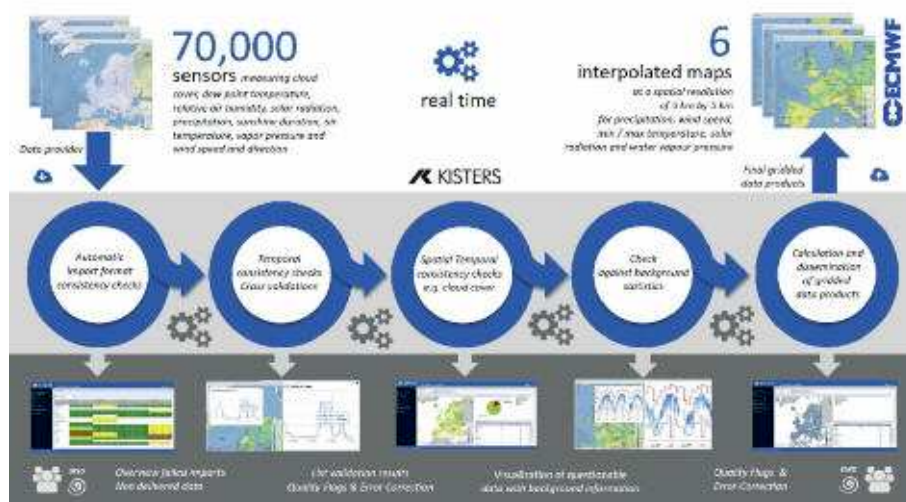 70,000
sensors measuring cloud
cover, dew point temperature,
relative air humidity, solar radiation,
precipitation, sunshine duration, air
temperature, vapor pressure and
wind speed and direction
Data provider
real time
KISTERS
6
interpolated maps
at a spatial resolution
of 5 km by 5 km
for precipitation, wind speed,
min / max temperature, solar
radiation and water vapour pressure
ECMWF
Final gridded
data products
Automatic
import format
consistency checks
Temporal
consistency checks
Cross validations
Spatial Temporal
consistency checks
e.g. cloud cover
Check
against background
statistics
Calculation and
dissemination
of gridded
data products
Overview failed imports
Non delivered data
List validation results
Quality Flags & Error Correction
Visualization of questionable
data with background information
Quality Flags &
Error-Correction